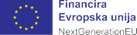 Financira
Evropska unija
NextGenerationEU